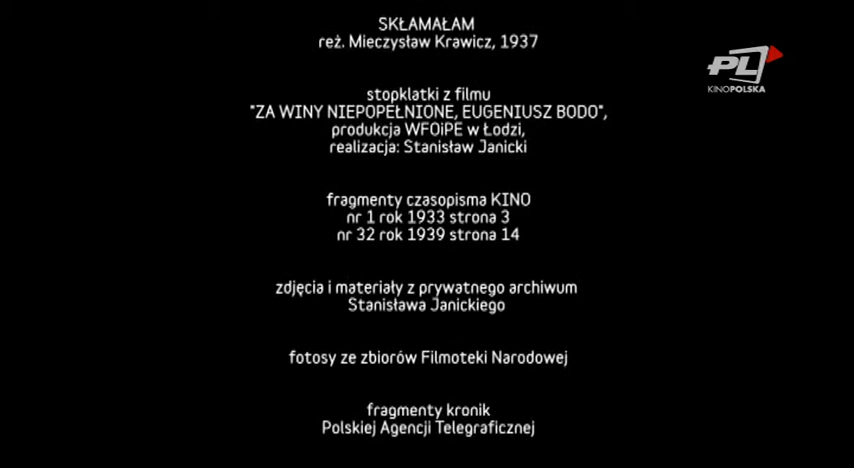 SKŁAMAŁAM
reż. Mieczysław Krawicz, 1937
PL
KINOPOLSKA
stopklatki z filmu
"ZA WINY NIEPOPEŁNIONE, EUGENIUSZ BODO",
produkcja WFOiPE w Łodzi,
realizacja: Stanisław Janicki
fragmenty czasopisma KINO
nr 1 rok 1933 strona 3
nr 32 rok 1939 strona 14
zdjęcia i materiały z prywatnego archiwum
Stanisława Janickiego
fotosy ze zbiorów Filmoteki Narodowej
fragmenty kronik
Polskiej Agencji Telegraficznej